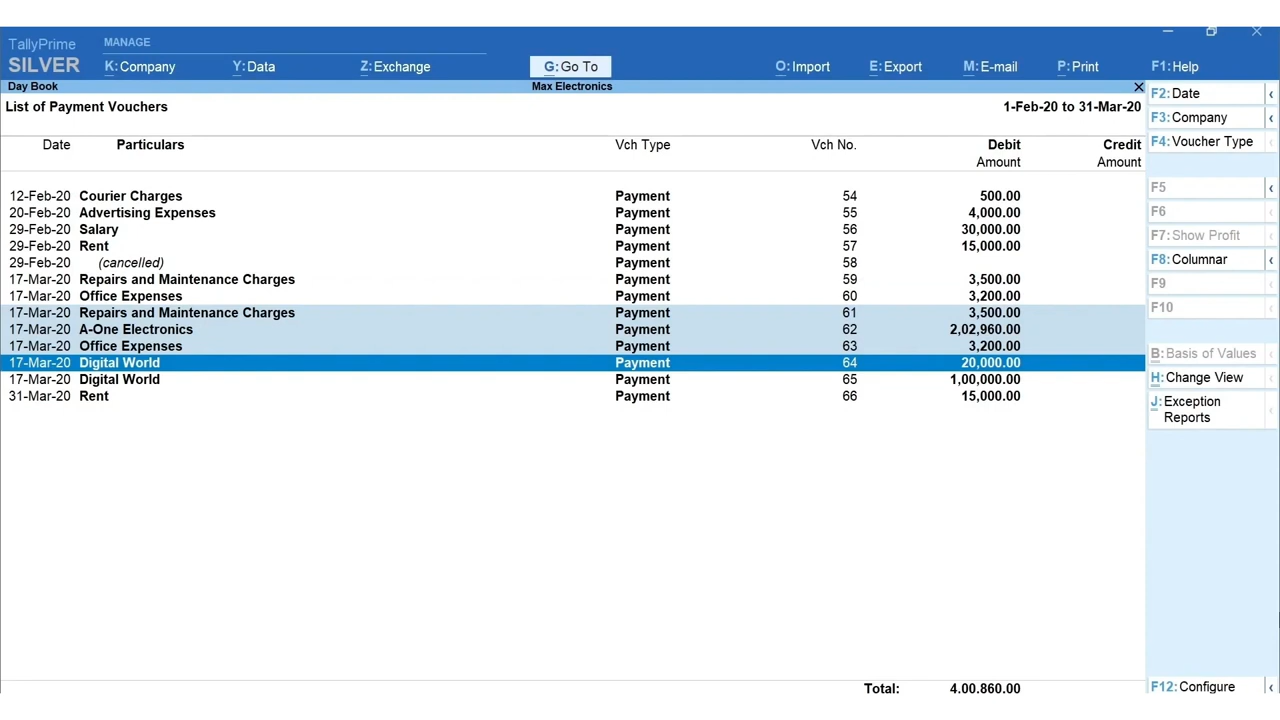 TallyPrime MANAGE
SILVER K:Company Y:Data Z:Exchange G:Go To O:Import E:Export M:E-mail P:Print F1:Help
Day Book Max Electronics
List of Payment Vouchers 1-Feb-20 to 31-Mar-20
Date Particulars Vch Type Vch No. Debit Credit
Amount Amount
12-Feb-20 Courier Charges Payment 54 500.00
20-Feb-20 Advertising Expenses Payment 55 4,000.00
29-Feb-20 Salary Payment 56 30,000.00
29-Feb-20 Rent Payment 57 15,000.00
29-Feb-20 (cancelled) Payment 58
17-Mar-20 Repairs and Maintenance Charges Payment 59 3,500.00
17-Mar-20 Office Expenses Payment 60 3,200.00
17-Mar-20 Repairs and Maintenance Charges Payment 61 3,500.00
17-Mar-20 A-One Electronics Payment 62 2,02,960.00
17-Mar-20 Office Expenses Payment 63 3,200.00
17-Mar-20 Digital World Payment 64 20,000.00
17-Mar-20 Digital World Payment 65 1,00,000.00
31-Mar-20 Rent Payment 66 15,000.00
Total: 4.00.860.00
F2:Date
F3:Company
F4:Voucher Type
F5
F6
F7:Show Profit
F8:Columnar
F9
F10
B:Basis of Values
H:Change View
J:Exception
Reports
F12:Configure